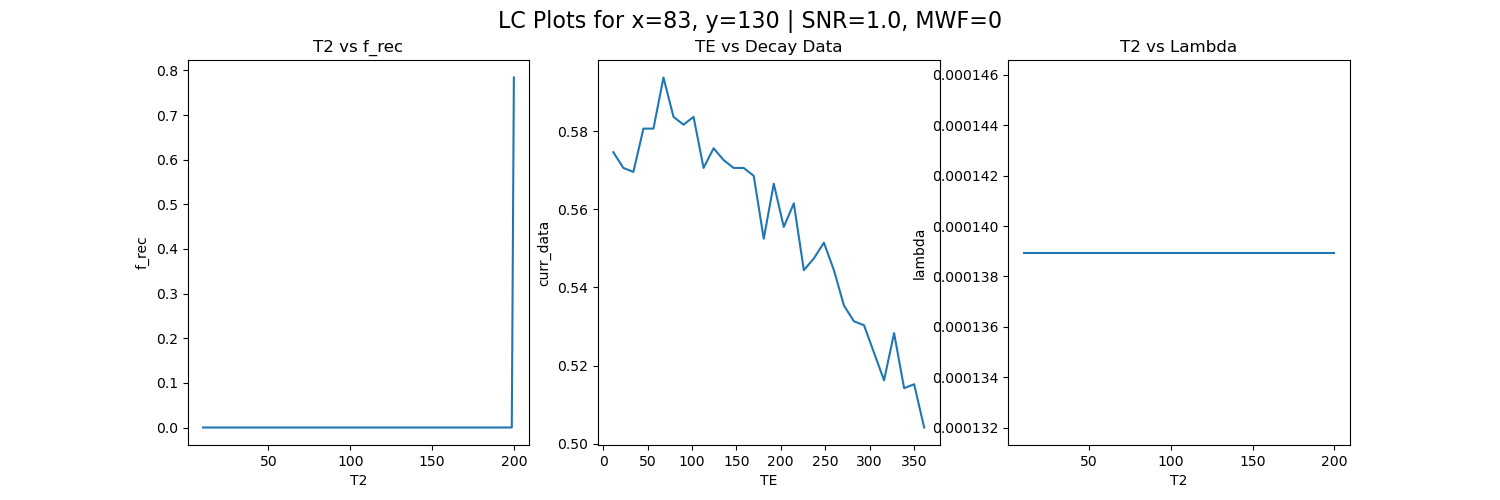 LC Plots for x=83, y=130 | SNR=1.0, MWF=0
T2 vs f_rec
0.8
0.7
0.6
0.5
0.4
0.3
0.2
0.1
0.0
f_rec
50 100 150 200
T2
TE vs Decay Data
0.58
0.56
0.54
0.52
0.50
curr_data
0 50 100 150 200 250 300 350
TE
T2 vs Lambda
0.000146
0.000144
0.000142
0.000140
0.000138
0.000136
0.000134
0.000132
lambda
50 100 150 200
T2